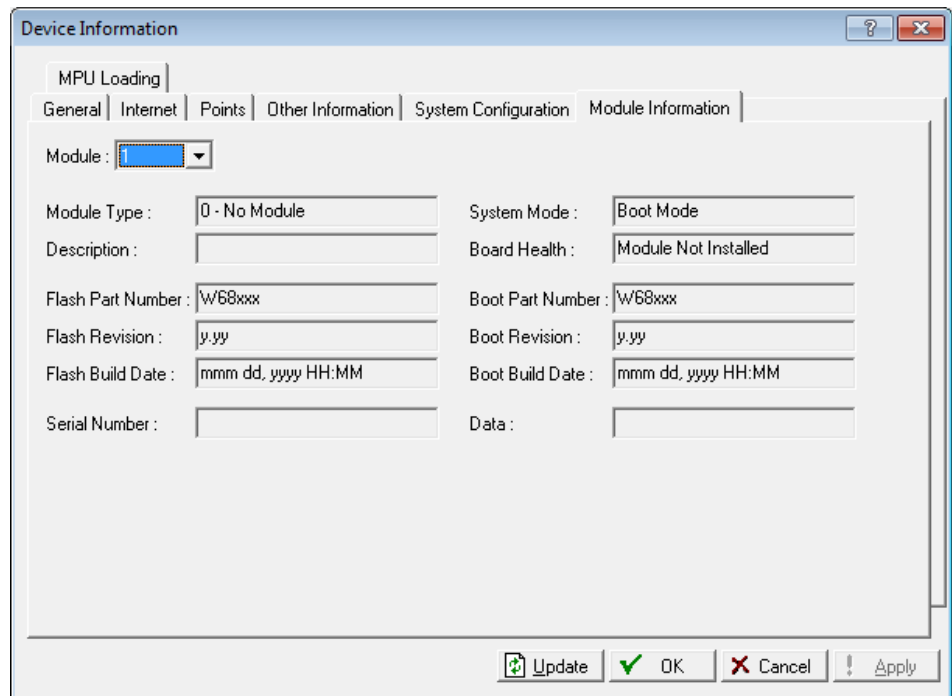 Device Information
MPU Loading
General Internet Points Other Information System Configuration Module Information
Module : 1
Module Type : 0 - No Module System Mode : Boot Mode
Description : Board Health : Module Not Installed
Flash Part Number : W68xxx Boot Part Number : W68xxx
Flash Revision : y.yy Boot Revision : y.yy
Flash Build Date : mmm dd, yyyy HH:MM Boot Build Date : mmm dd, yyyy HH:MM
Serial Number : Data :
Update OK Cancel Apply